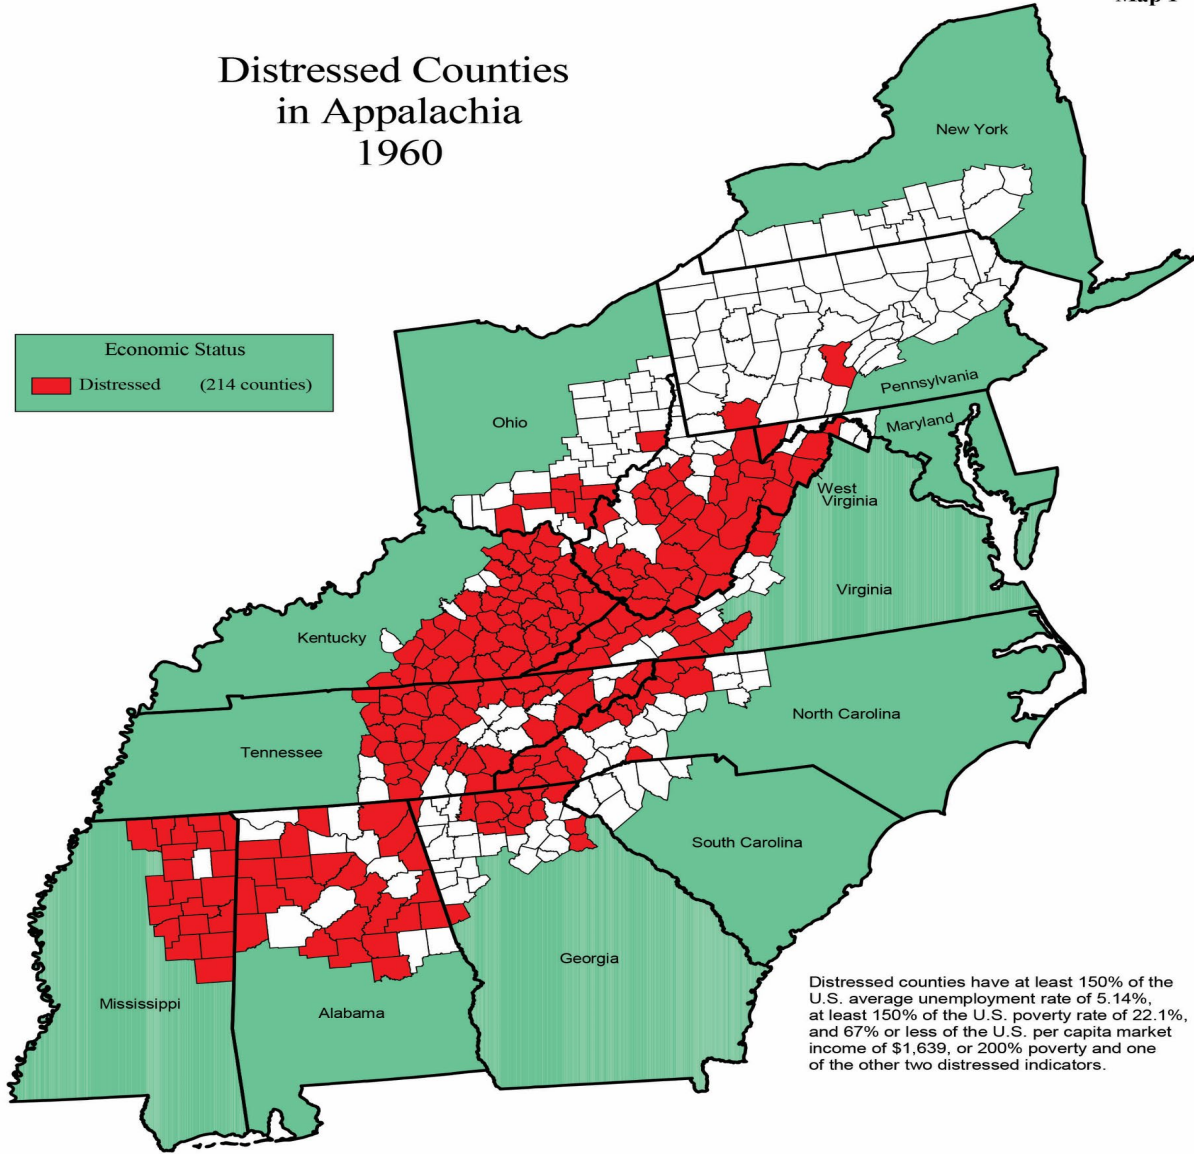 Map 1
Distressed Counties
in Appalachia
1960
New York
Economic Status
Distressed (214 counties)
Pennsylvania
Ohio
Maryland
West
Virginia
Virginia
Kentucky
North Carolina
Tennessee
South Carolina
Georgia
Mississippi
Alabama
Distressed counties have at least 150% of the
U.S. average unemployment rate of 5.14%,
at least 150% of the U.S. poverty rate of 22.1%,
and 67% or less of the U.S. per capita market
income of $1,639, or 200% poverty and one
of the other two distressed indicators.